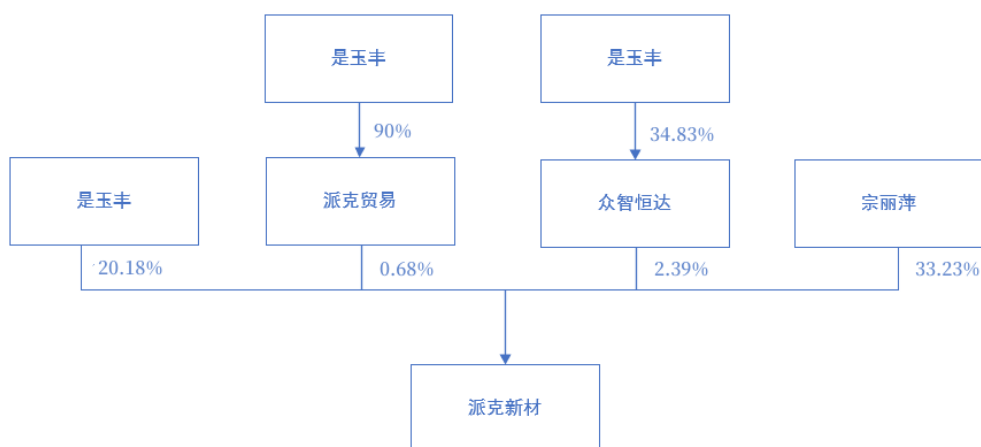 是玉丰
是玉丰
90%
34.83%
是玉丰
派克贸易
众智恒达
宗丽萍
20.18%
0.68%
2.39%
33.23%
派克新材